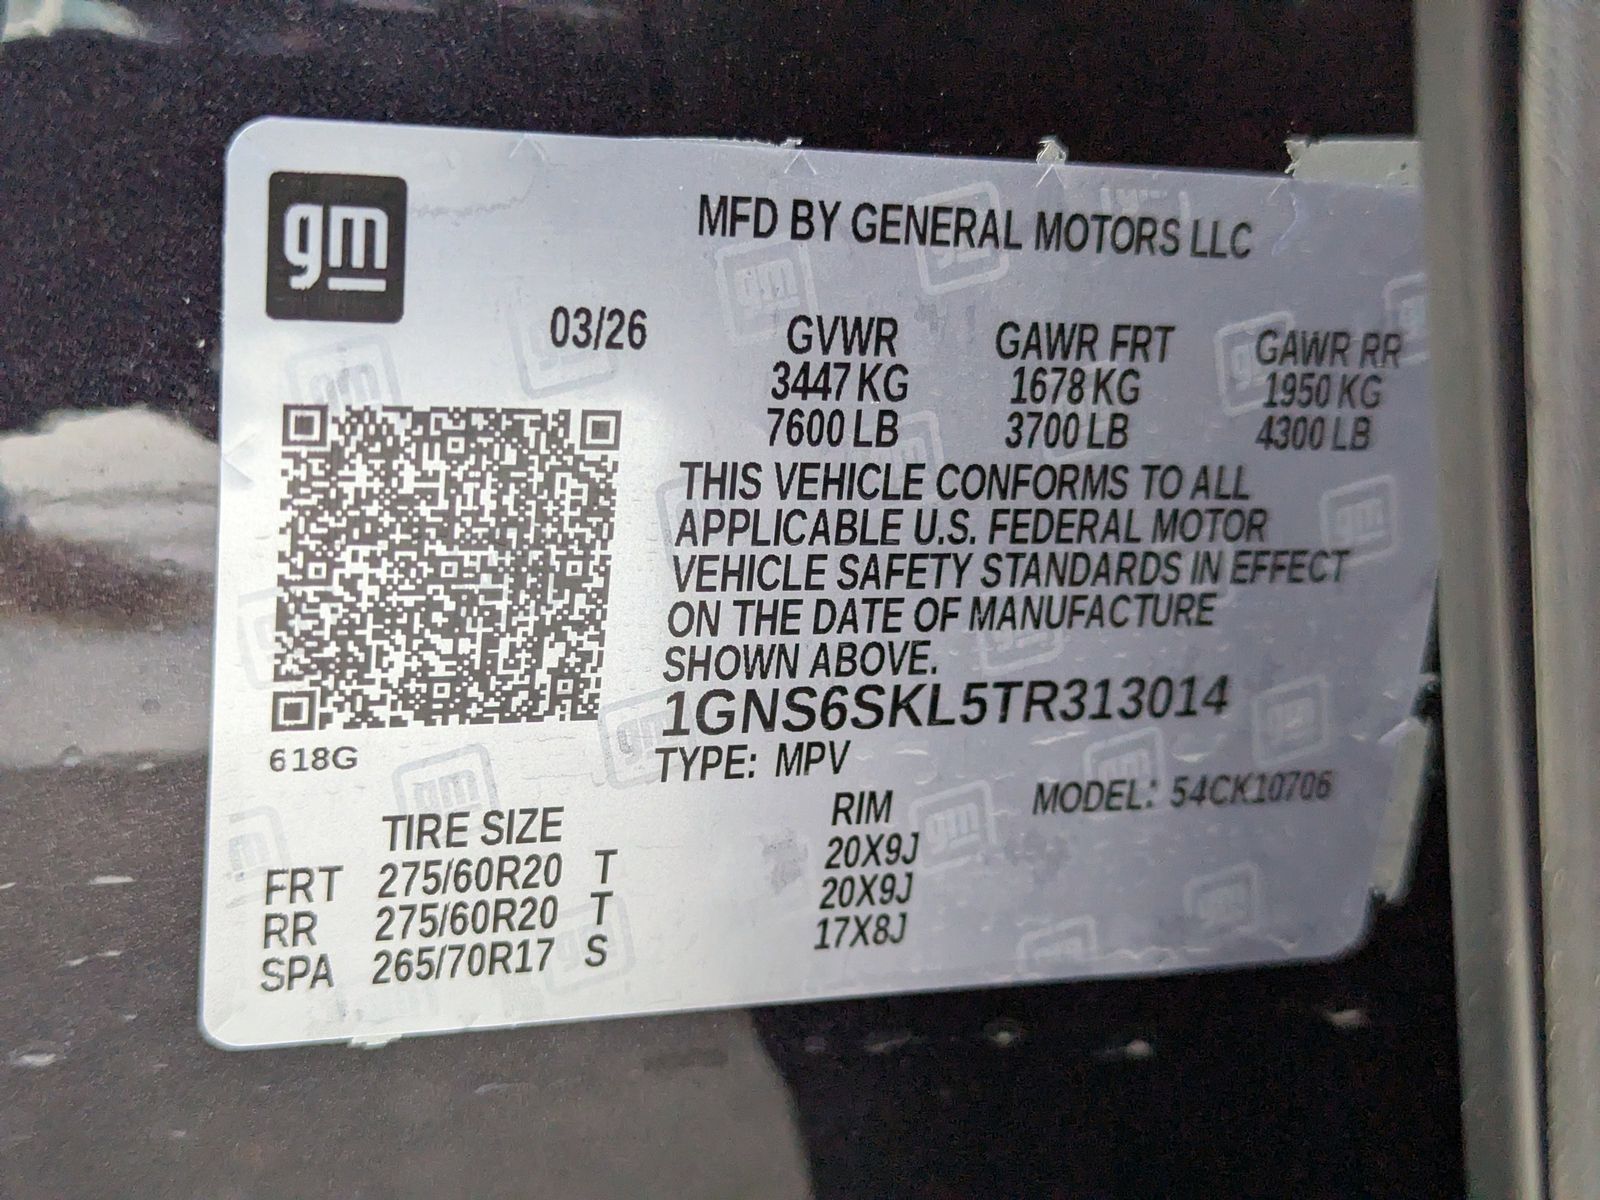 gm
MFD BY GENERAL MOTORS LLC
03/26 GVWR GAWR FRT GAWR RR
3447 KG 1678 KG 1950 KG
7600 LB 3700 LB 4300 LB
THIS VEHICLE CONFORMS TO ALL
APPLICABLE U.S. FEDERAL MOTOR
VEHICLE SAFETY STANDARDS IN EFFECT
ON THE DATE OF MANUFACTURE
SHOWN ABOVE.
1GNS6SKL5TR313014
618G
TYPE: MPV
MODEL: 54CK10706
TIRE SIZE RIM
FRT 275/60R20 T 20X9J
RR 275/60R20 T 20X9J
SPA 265/70R17 S 17X8J